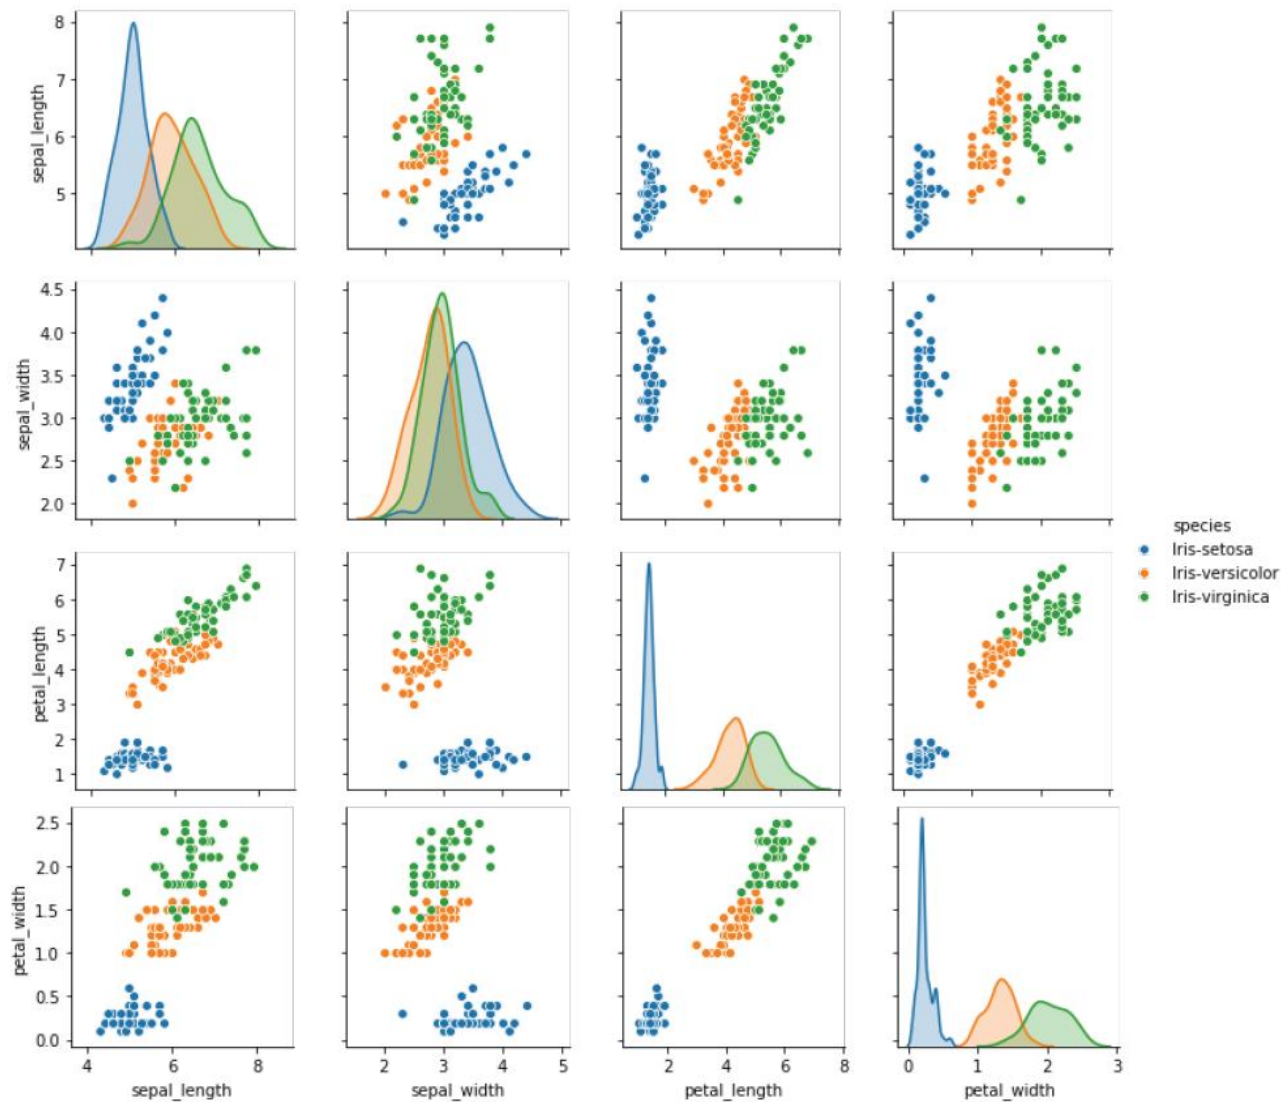 8
7
6
5
sepal_length
4.5
4.0
3.5
3.0
2.5
2.0
sepal_width
species
Iris-setosa
Iris-versicolor
Iris-virginica
7
6
5
4
3
2
1
petal_length
2.5
2.0
1.5
1.0
0.5
0.0
petal_width
4 6 8
2 3 4 5
2 4 6 8
0 1 2 3
sepal_length
sepal_width
petal_length
petal_width